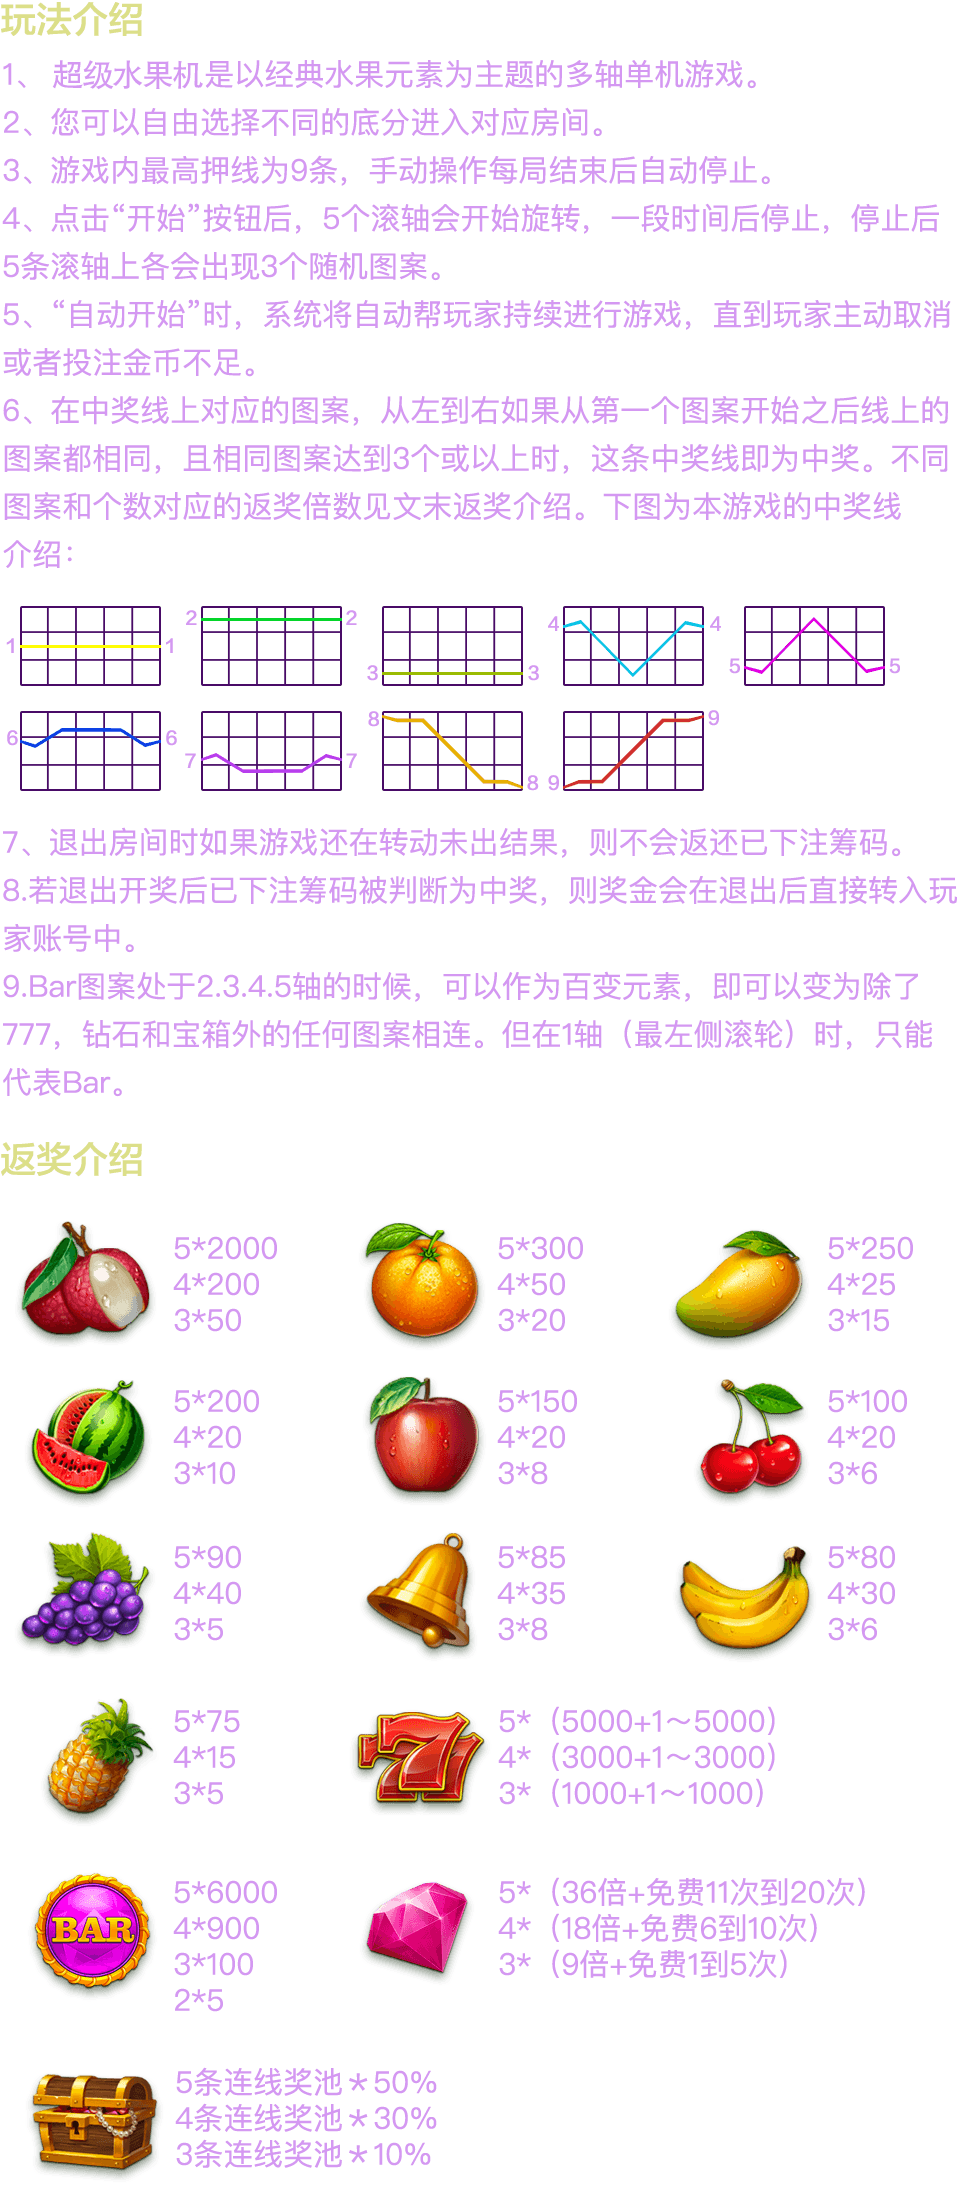 玩法介绍
1、 超级水果机是以经典水果元素为主题的多轴单机游戏。
2、您可以自由选择不同的底分进入对应房间。
3、游戏内最高押线为9条，手动操作每局结束后自动停止。
4、点击“开始”按钮后，5个滚轴会开始旋转，一段时间后停止，停止后
5条滚轴上各会出现3个随机图案。
5、“自动开始”时，系统将自动帮玩家持续进行游戏，直到玩家主动取消
或者投注金币不足。
6、在中奖线上对应的图案，从左到右如果从第一个图案开始之后线上的
图案都相同，且相同图案达到3个或以上时，这条中奖线即为中奖。不同
图案和个数对应的返奖倍数见文末返奖介绍。下图为本游戏的中奖线
介绍：
1 1 2 2 3 3 4 4 5 5
6 6 7 7 8 8 9 9
7、退出房间时如果游戏还在转动未出结果，则不会返还已下注筹码。
8.若退出开奖后已下注筹码被判断为中奖，则奖金会在退出后直接转入玩
家账号中。
9.Bar图案处于2.3.4.5轴的时候，可以作为百变元素，即可以变为除了
777，钻石和宝箱外的任何图案相连。但在1轴（最左侧滚轮）时，只能
代表Bar。
返奖介绍
5*2000
4*200
3*50
5*300
4*50
3*20
5*250
4*25
3*15
5*200
4*20
3*10
5*150
4*20
3*8
5*100
4*20
3*6
5*90
4*40
3*5
5*85
4*35
3*8
5*80
4*30
3*6
5*75
4*15
3*5
5*（5000+1～5000）
4*（3000+1～3000）
3*（1000+1～1000）
BAR
5*6000
4*900
3*100
2*5
5*（36倍+免费11次到20次）
4*（18倍+免费6到10次）
3*（9倍+免费1到5次）
5条连线奖池＊50%
4条连线奖池＊30%
3条连线奖池＊10%